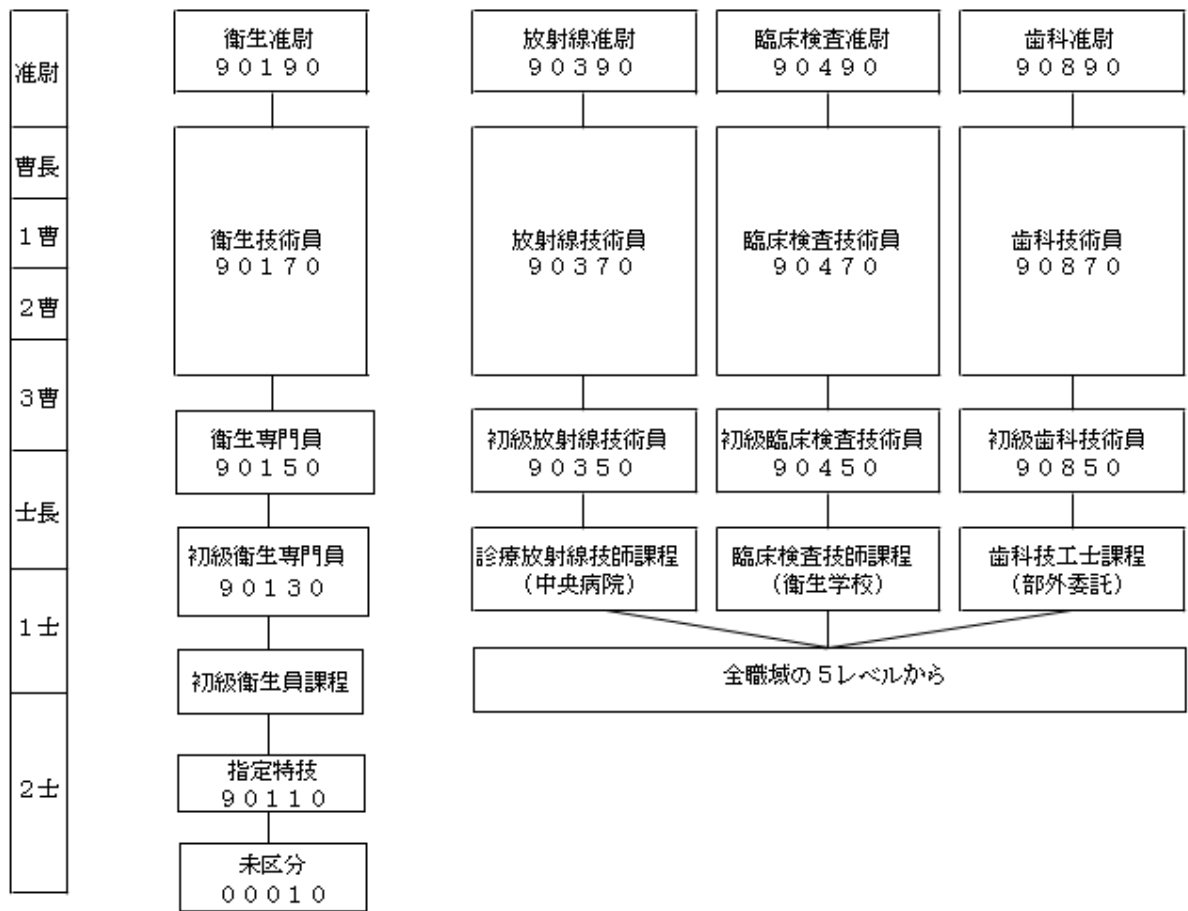 准尉
曹長
1曹
2曹
3曹
士長
1士
2士
衛生准尉
90190
衛生技術員
90170
衛生専門員
90150
初級衛生専門員
90130
初級衛生員課程
指定特技
90110
未区分
00010
放射線准尉
90390
放射線技術員
90370
初級放射線技術員
90350
診療放射線技師課程
(中央病院)
臨床検査准尉
90490
臨床検査技術員
90470
初級臨床検査技術員
90450
臨床検査技師課程
(衛生学校)
歯科准尉
90890
歯科技術員
90870
初級歯科技術員
90850
歯科技工士課程
(部外委託)
全職域の5レベルから